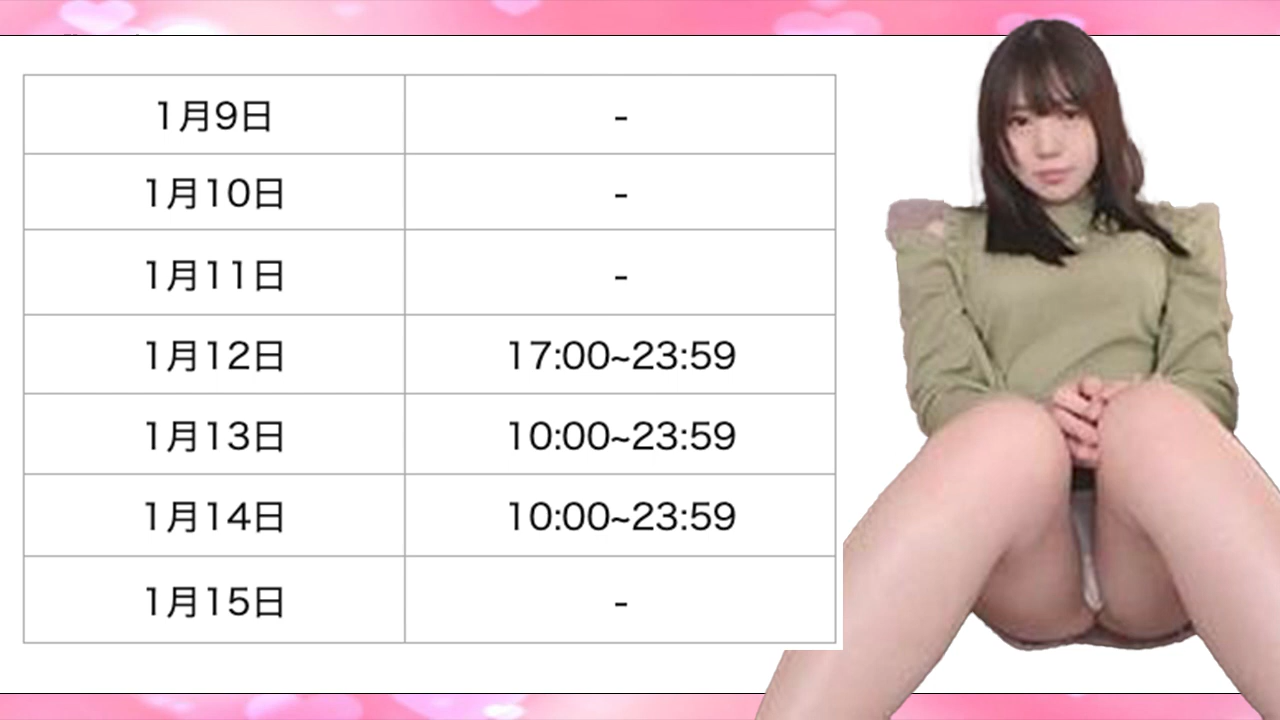 1月9日 -
1月10日 -
1月11日 -
1月12日 17:00~23:59
1月13日 10:00~23:59
1月14日 10:00~23:59
1月15日 -